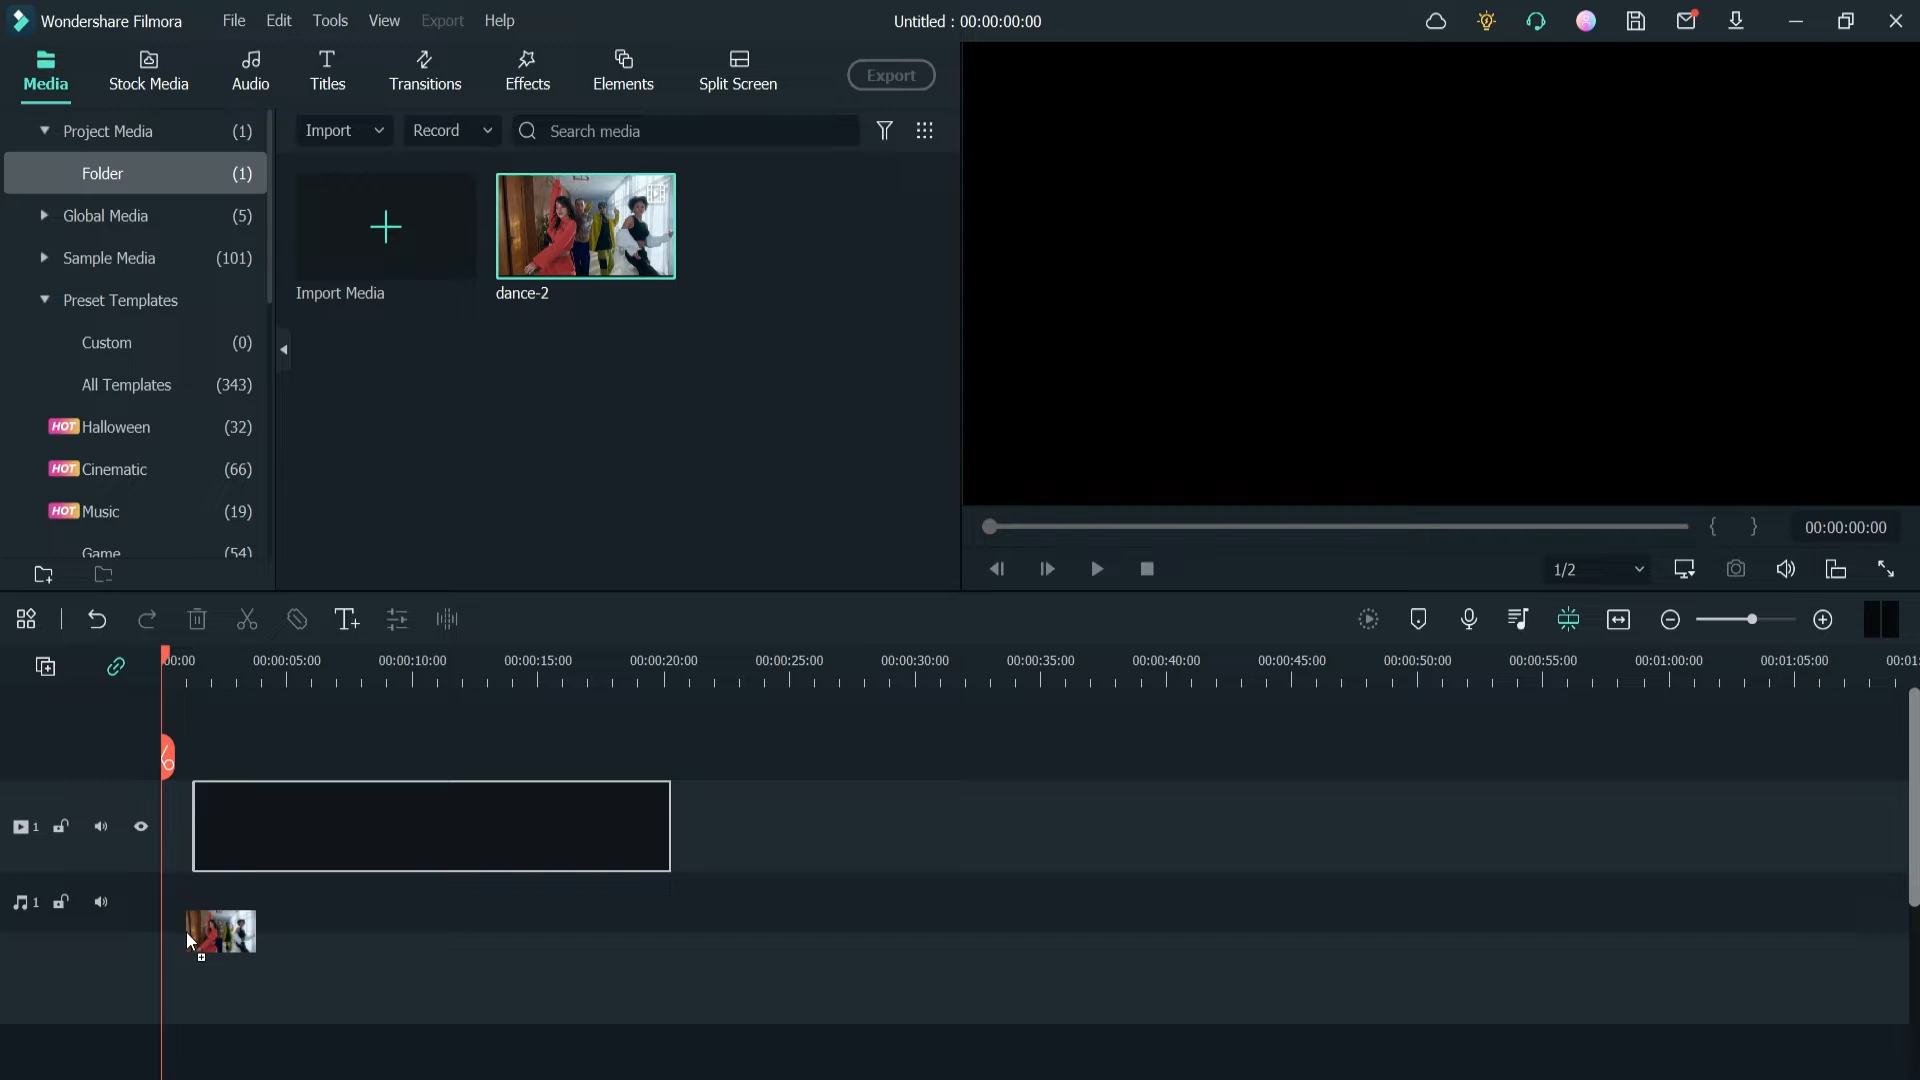 Wondershare Filmora File Edit Tools View Export Help Untitled : 00:00:00:00
Media Stock Media Audio Titles Transitions Effects Elements Split Screen Export
Project Media (1)
Folder (1)
Global Media (5)
Sample Media (101)
Preset Templates
Custom (0)
All Templates (343)
HOT Halloween (32)
HOT Cinematic (66)
HOT Music (19)
Game (54)
Import Record Search media
Import Media dance-2
{ } 00:00:00:00
1/2
00:00 00:00:05:00 00:00:10:00 00:00:15:00 00:00:20:00 00:00:25:00 00:00:30:00 00:00:35:00 00:00:40:00 00:00:45:00 00:00:50:00 00:00:55:00 00:01:00:00 00:01:05:00 00:01:
1
1